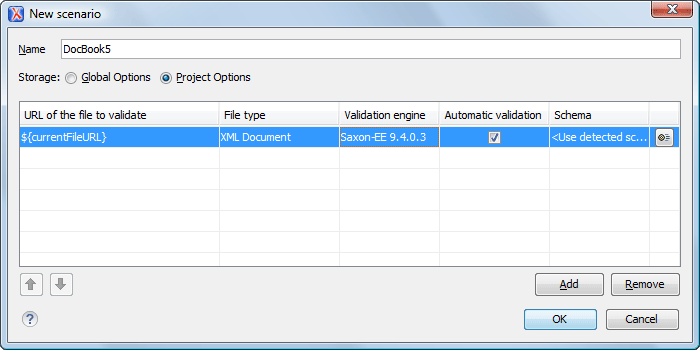 New scenario
Name DocBook5
Storage: Global Options Project Options
URL of the file to validate File type Validation engine Automatic validation Schema
${currentFileURL} XML Document Saxon-EE 9.4.0.3 <Use detected sc...
Add Remove
? OK Cancel